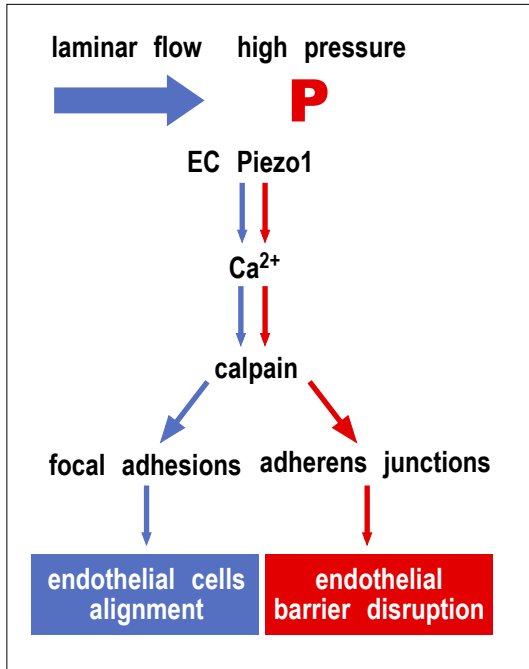 laminar flow high pressure
P
EC Piezo1
Ca²⁺
calpain
focal adhesions adherens junctions
endothelial cells
alignment
endothelial
barrier disruption